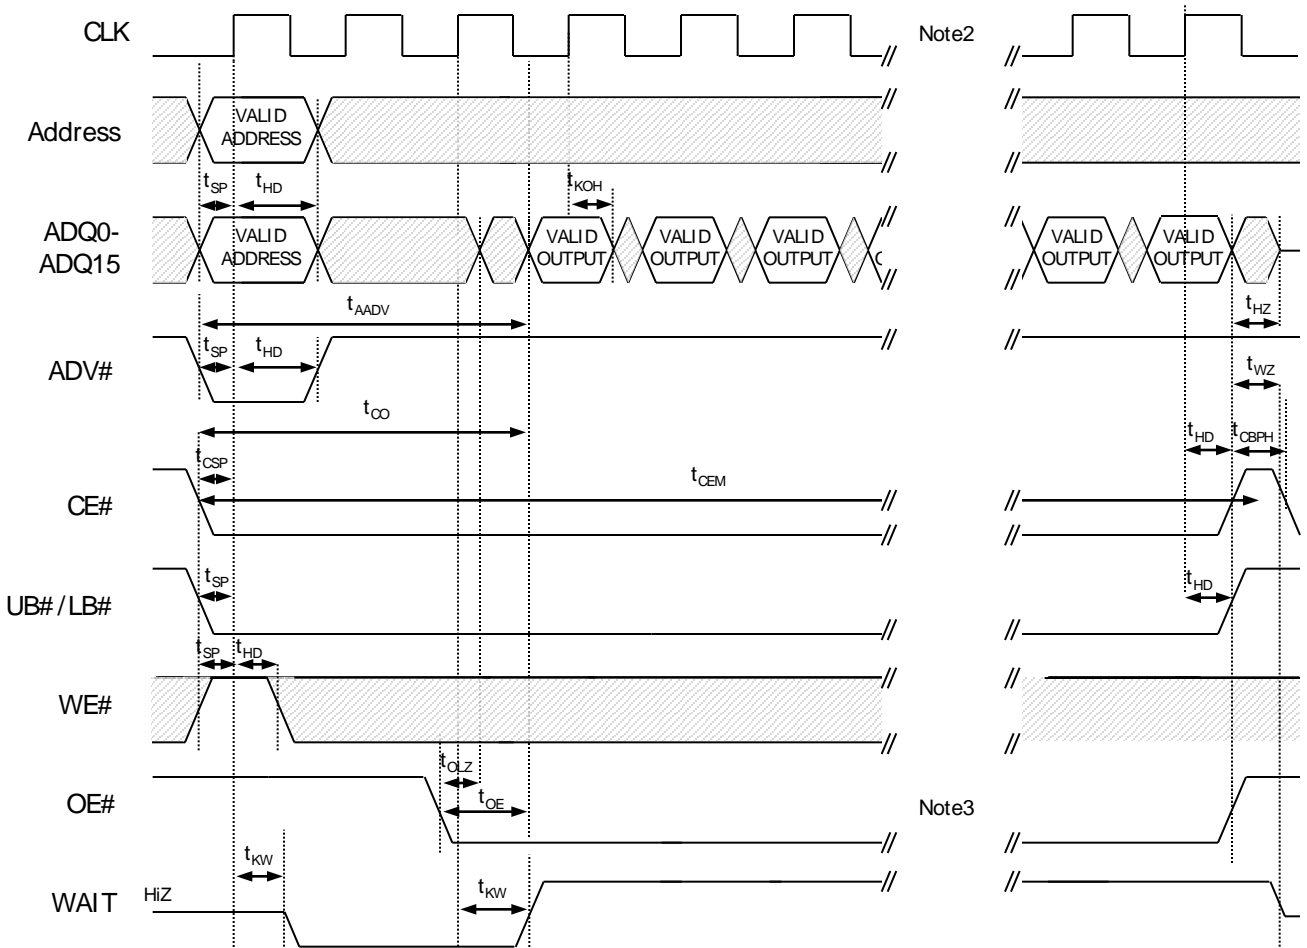 CLK
Note2
Address
VALID
ADDRESS
tSP
tHD
tKOH
ADQ0-
ADQ15
VALID
ADDRESS
VALID
OUTPUT
VALID
OUTPUT
VALID
OUTPUT
VALID
OUTPUT
VALID
OUTPUT
tAADV
tHZ
ADV#
tSP
tHD
tWZ
tCO
tHD
tCBPH
tCSP
tCEM
CE#
UB# / LB#
tSP
tHD
tSP
tHD
WE#
tOLZ
OE#
tOE
Note3
tKW
WAIT
HiZ
tKW